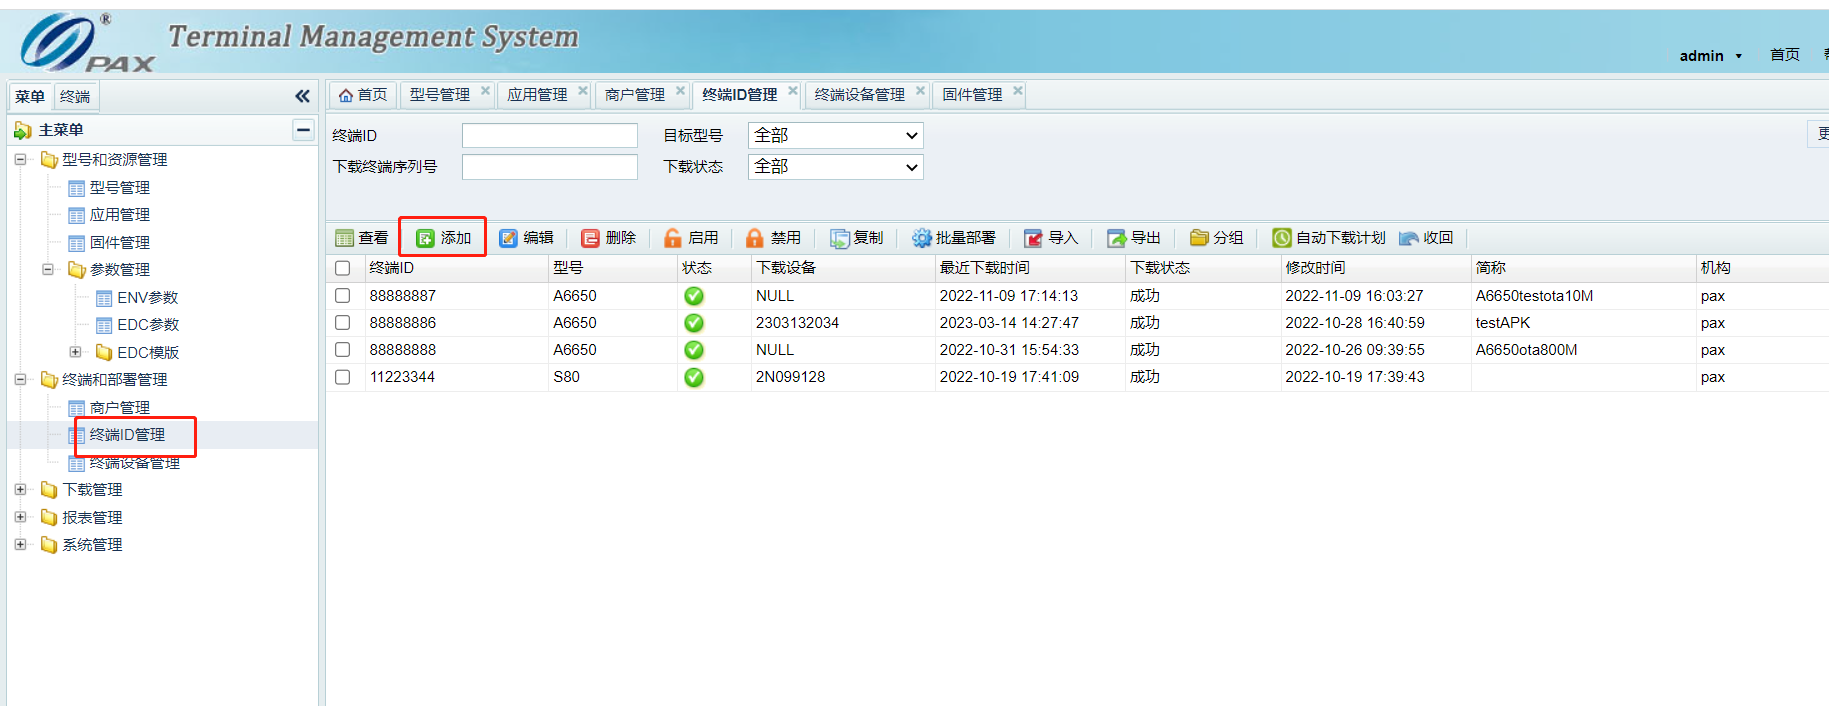 PAX ® Terminal Management System
admin 首页
菜单 终端
首页 型号管理 应用管理 商户管理 终端ID管理 终端设备管理 固件管理
主菜单
型号和资源管理
型号管理
应用管理
固件管理
参数管理
ENV参数
EDC参数
EDC模版
终端和部署管理
商户管理
终端ID管理
终端设备管理
下载管理
报表管理
系统管理
终端ID 目标型号 全部
下载终端序列号 下载状态 全部
查看 添加 编辑 删除 启用 禁用 复制 批量部署 导入 导出 分组 自动下载计划 收回
终端ID 型号 状态 下载设备 最近下载时间 下载状态 修改时间 简称 机构
88888887 A6650 NULL 2022-11-09 17:14:13 成功 2022-11-09 16:03:27 A6650testota10M pax
88888886 A6650 2303132034 2023-03-14 14:27:47 成功 2022-10-28 16:40:59 testAPK pax
88888888 A6650 NULL 2022-10-31 15:54:33 成功 2022-10-26 09:39:55 A6650ota800M pax
11223344 S80 2N099128 2022-10-19 17:41:09 成功 2022-10-19 17:39:43 pax